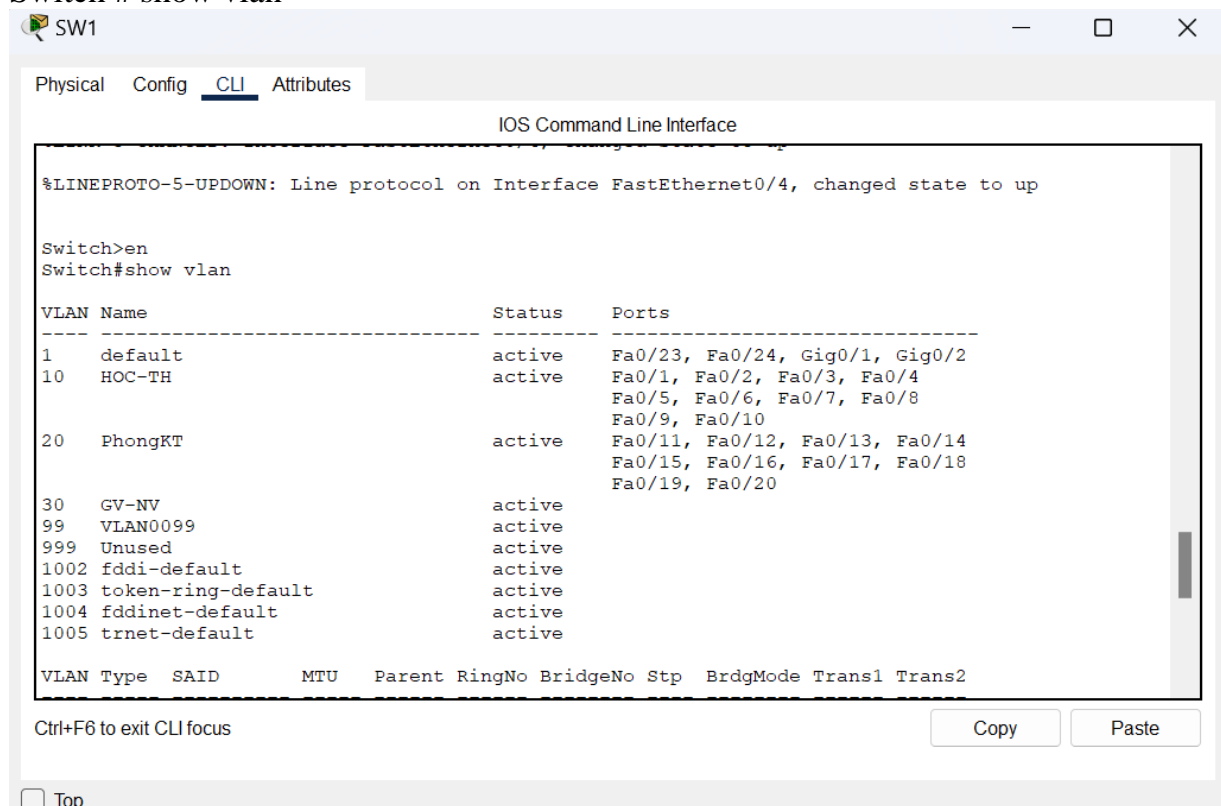 Switch # show vlan
SW1
Physical Config CLI Attributes
IOS Command Line Interface
%LINEPROTO-5-UPDOWN: Line protocol on Interface FastEthernet0/4, changed state to up
Switch>en
Switch#show vlan
VLAN Name Status Ports
---- -------------------------------- --------- -------------------------------
1 default active Fa0/23, Fa0/24, Gig0/1, Gig0/2
10 HOC-TH active Fa0/1, Fa0/2, Fa0/3, Fa0/4
Fa0/5, Fa0/6, Fa0/7, Fa0/8
Fa0/9, Fa0/10
20 PhongKT active Fa0/11, Fa0/12, Fa0/13, Fa0/14
Fa0/15, Fa0/16, Fa0/17, Fa0/18
Fa0/19, Fa0/20
30 GV-NV active
99 VLAN0099 active
999 Unused active
1002 fddi-default active
1003 token-ring-default active
1004 fddinet-default active
1005 trnet-default active
VLAN Type SAID MTU Parent RingNo BridgeNo Stp BrdgMode Trans1 Trans2
---- ----- ---------- ----- ------ ------ -------- ---- -------- ------ ------
Ctrl+F6 to exit CLI focus
Copy Paste
Top